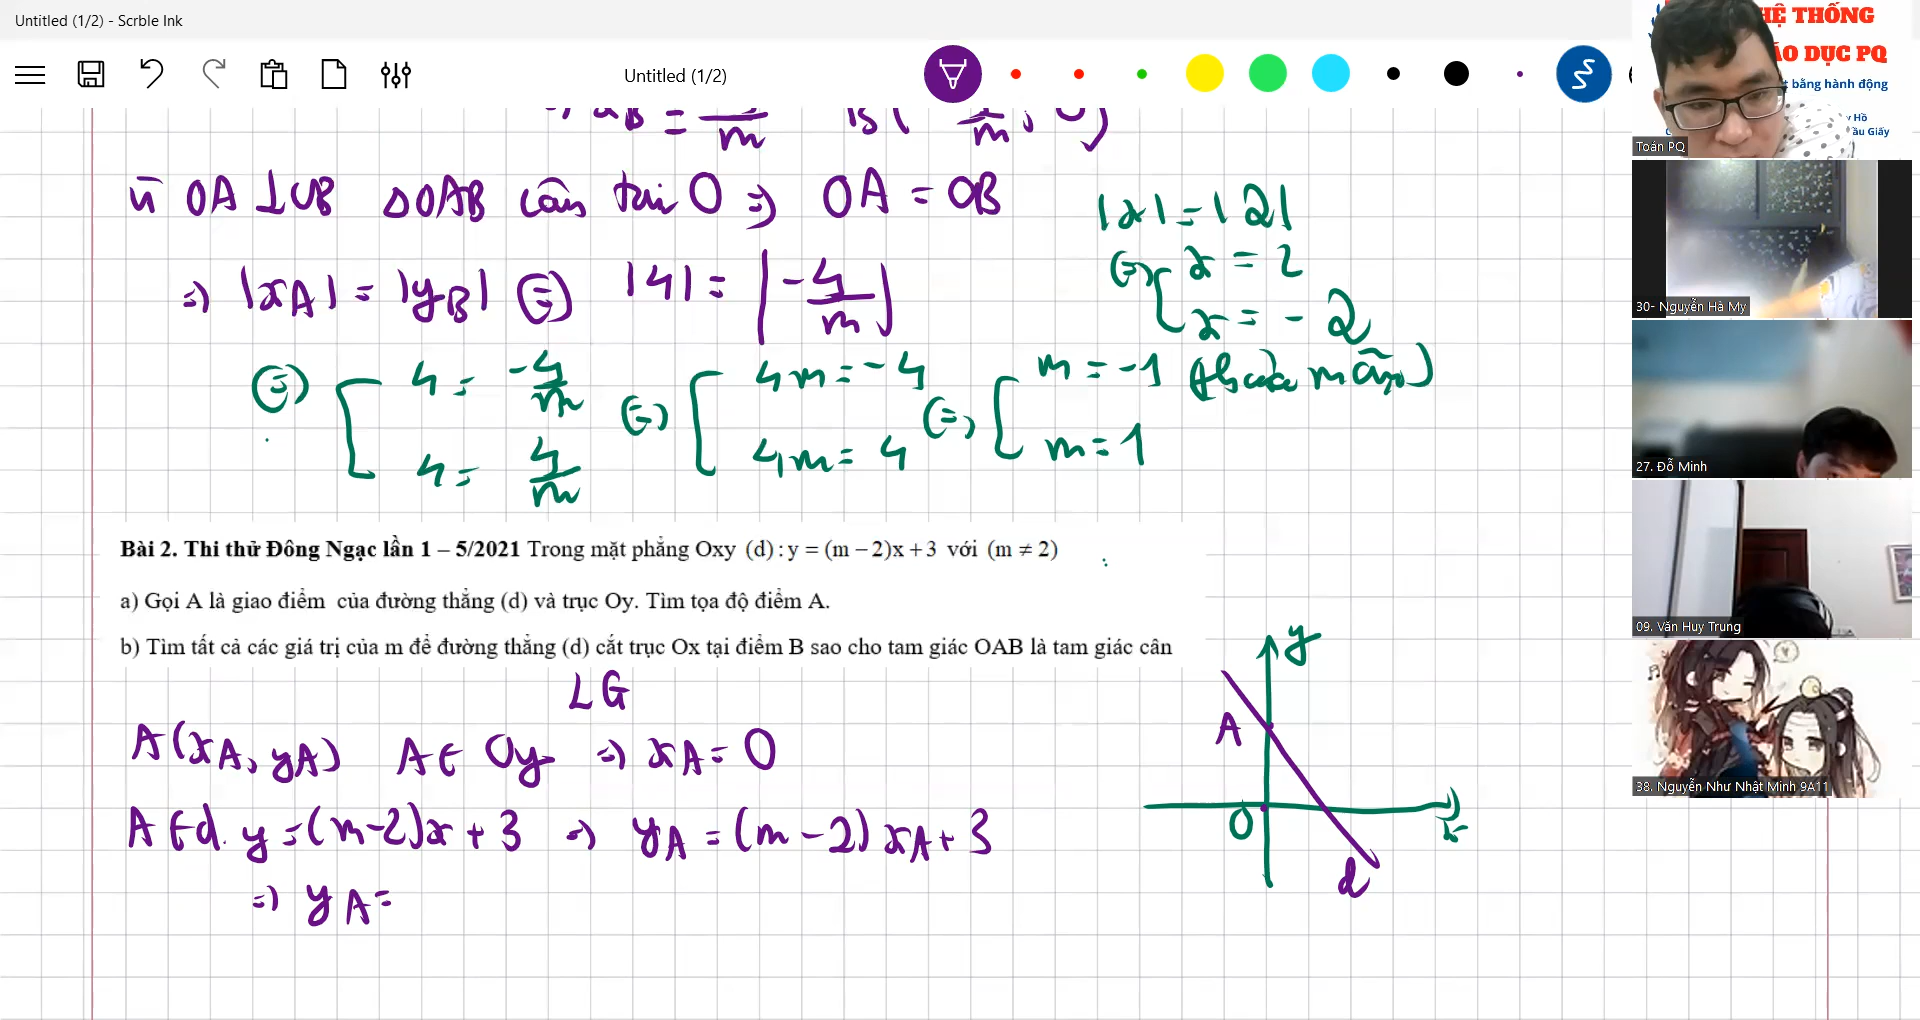 Untitled (1/2) - Scrble Ink
Untitled (1/2)
HỆ THỐNG
ÁO DỤC PQ
bằng hành động
Toán PQ
30- Nguyễn Hà My
27. Đỗ Minh
09. Văn Huy Trung
38. Nguyễn Như Nhật Minh 9A11
OA ⊥ OB ΔOAB cân tại O => OA = OB
=> |xA| = |yB| (=) |4| = |-4/m|
|x| = |2|
(=) [ x = 2
x = -2
(=) [ 4 = -4/m (=) [ 4m = -4 (=) [ m = -1 (thỏa mãn)
4 = 4/m 4m = 4 m = 1
Bài 2. Thi thử Đông Ngạc lần 1 – 5/2021 Trong mặt phẳng Oxy (d) : y = (m − 2)x + 3 với (m ≠ 2)
a) Gọi A là giao điểm của đường thẳng (d) và trục Oy. Tìm tọa độ điểm A.
b) Tìm tất cả các giá trị của m để đường thẳng (d) cắt trục Ox tại điểm B sao cho tam giác OAB là tam giác cân
LG
A(xA, yA) A ∈ Oy => xA = 0
A ∈ d. y = (m-2)x + 3 => yA = (m-2) xA + 3
=> yA =
y
A
O
x
d